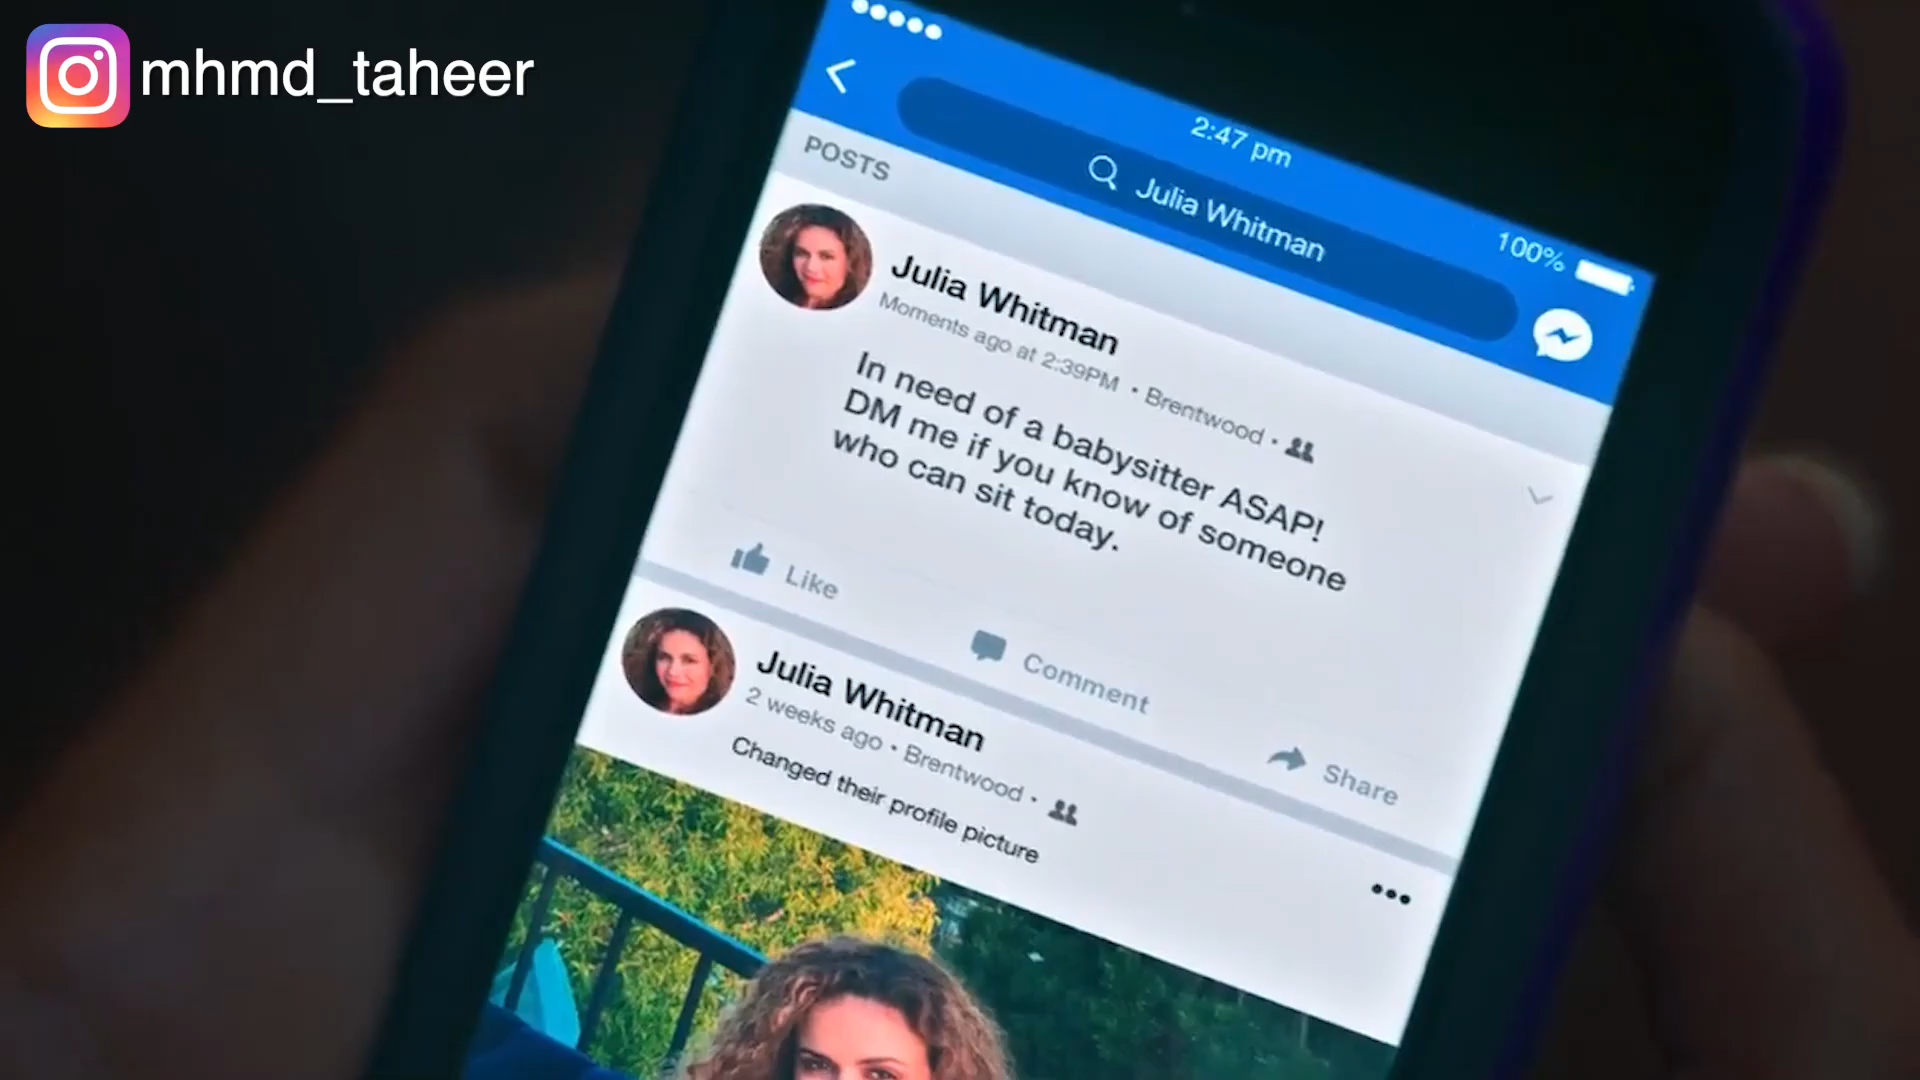 mhmd_taheer
2:47 pm
100%
Julia Whitman
POSTS
Julia Whitman
Moments ago at 2:39PM • Brentwood •
In need of a babysitter ASAP!
DM me if you know of someone
who can sit today.
Like
Comment
Share
Julia Whitman
2 weeks ago • Brentwood •
Changed their profile picture